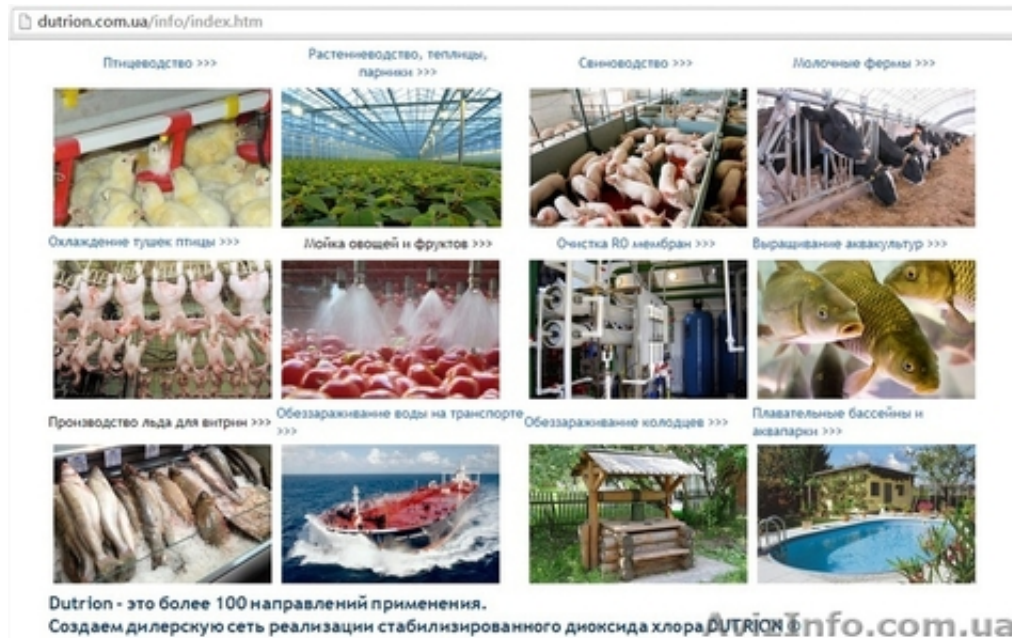 dutrion.com.ua/info/index.htm
Птицеводство >>>
Растениеводство, теплицы,
парники >>>
Свиноводство >>>
Молочные фермы >>>
Охлаждение тушек птицы >>>
Мойка овощей и фруктов >>>
Очистка RO мембран >>>
Выращивание аквакультур >>>
Производство льда для витрин >>>
Обеззараживание воды на транспорте
>>>
Обеззараживание колодцев >>>
Плавательные бассейны и
аквапарки >>>
Dutrion - это более 100 направлений применения.
Создаем дилерскую сеть реализации стабилизированного диоксида хлора DUTRION ®
AvizInfo.com.ua